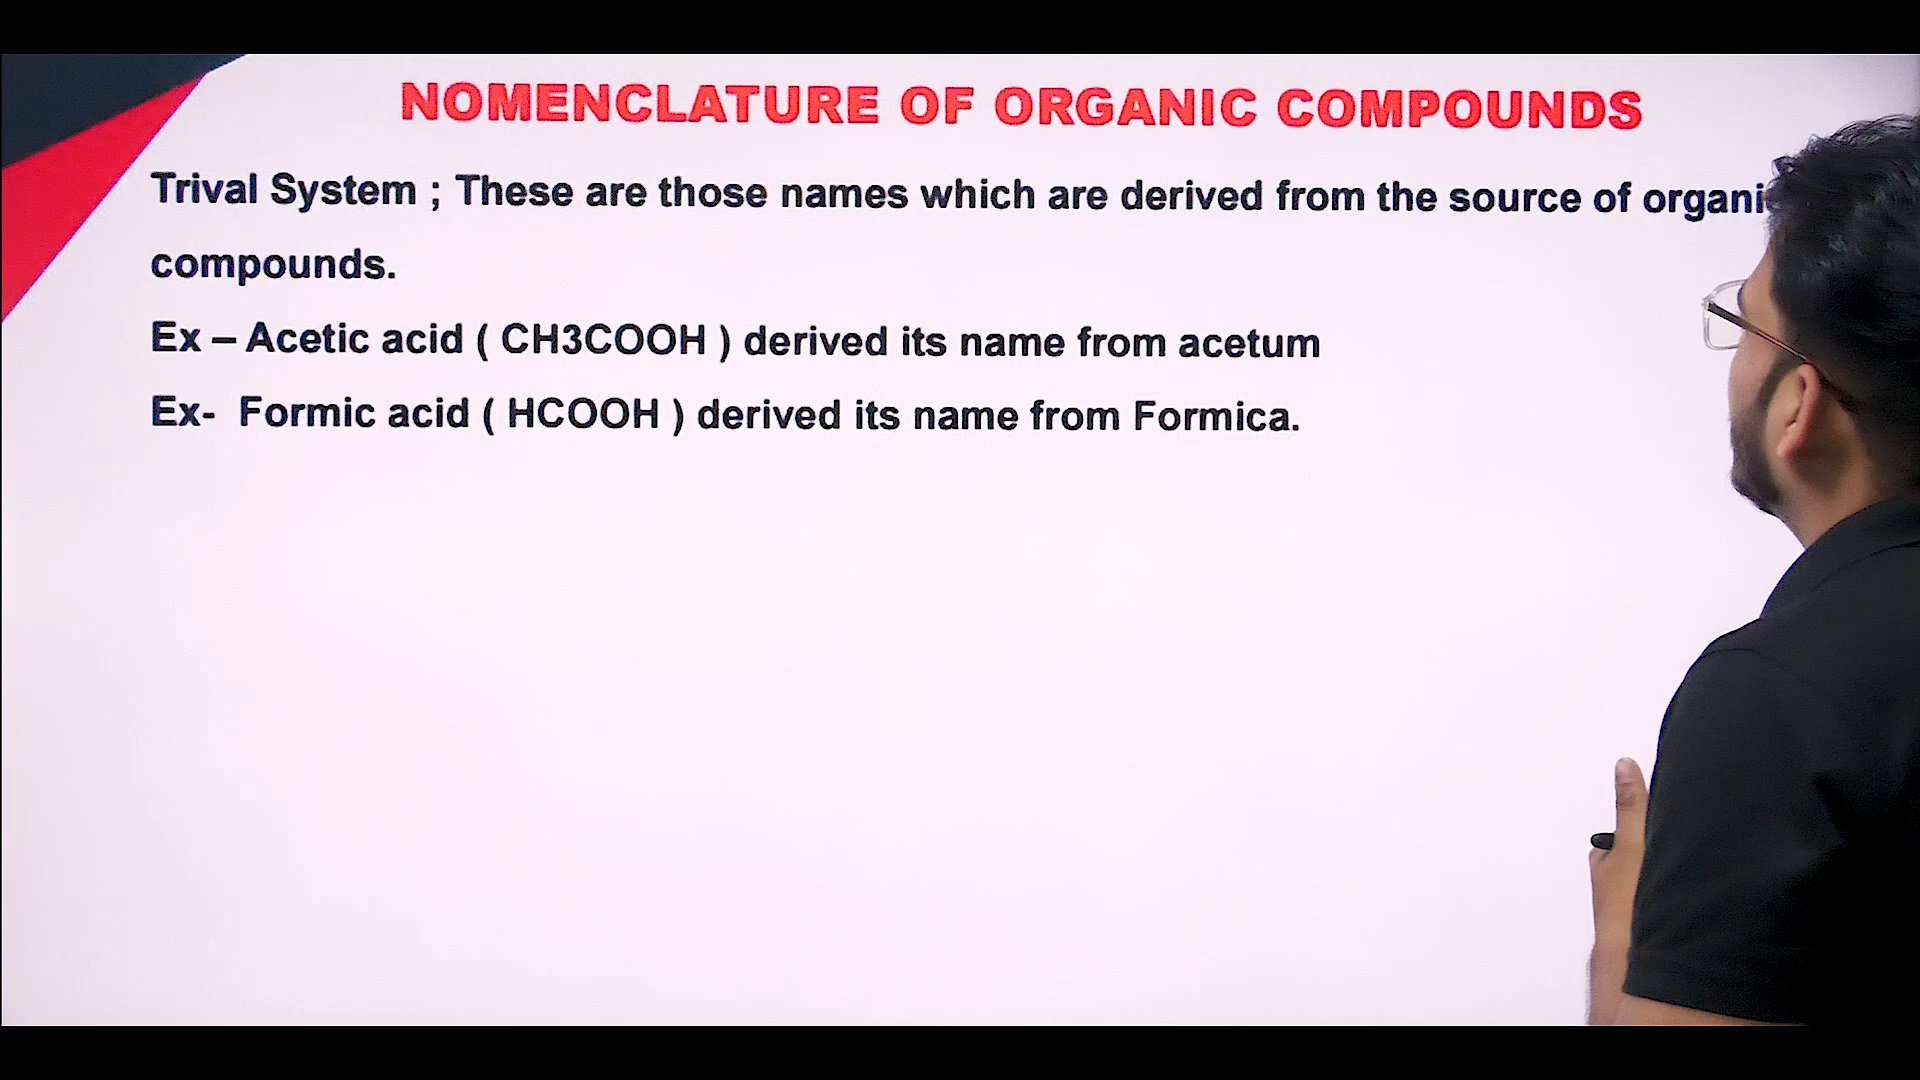 NOMENCLATURE OF ORGANIC COMPOUNDS
Trival System ; These are those names which are derived from the source of organi
compounds.
Ex – Acetic acid ( CH3COOH ) derived its name from acetum
Ex- Formic acid ( HCOOH ) derived its name from Formica.